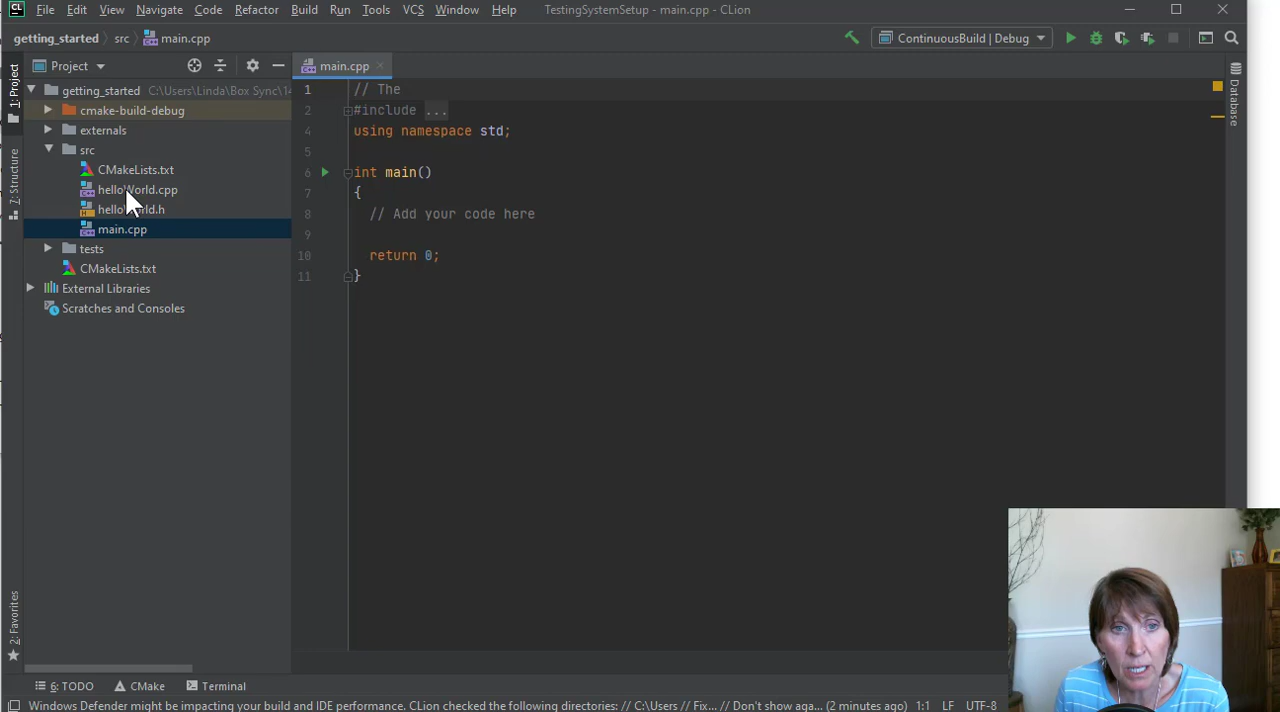 CL File Edit View Navigate Code Refactor Build Run Tools VCS Window Help TestingSystemSetup - main.cpp - CLion
getting_started src main.cpp ContinuousBuild | Debug
1: Project
Project
main.cpp
getting_started C:\Users\Linda\Box Sync\14
cmake-build-debug
externals
src
CMakeLists.txt
helloWorld.cpp
main.cpp
tests
CMakeLists.txt
External Libraries
Scratches and Consoles
7: Structure
2: Favorites
1 // The
2 #include ...
4 using namespace std;
5
6 int main()
7 {
8 // Add your code here
9
10 return 0;
11 }
Database
6: TODO CMake Terminal
Windows Defender might be impacting your build and IDE performance. CLion checked the following directories: // C:\Users // Fix... // Don't show aga... (2 minutes ago) 1:1 LF UTF-8